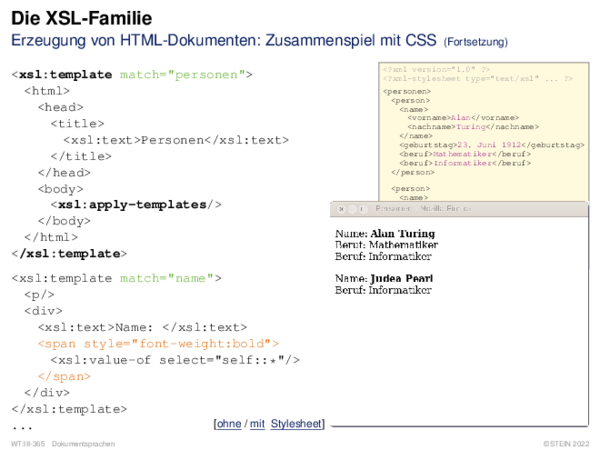 Die XSL-Familie
Erzeugung von HTML-Dokumenten: Zusammenspiel mit CSS (Fortsetzung)
<xsl:template match="personen">
<html>
<head>
<title>
<xsl:text>Personen</xsl:text>
</title>
</head>
<body>
<xsl:apply-templates/>
</body>
</html>
</xsl:template>
<xsl:template match="name">
<p/>
<div>
<xsl:text>Name: </xsl:text>
<span style="font-weight:bold">
<xsl:value-of select="self::*"/>
</span>
</div>
</xsl:template>
...
<?xml version="1.0" ?>
<?xml-stylesheet type="text/xsl" ... ?>
<personen>
<person>
<name>
<vorname>Alan</vorname>
<nachname>Turing</nachname>
</name>
<geburtstag>23. Juni 1912</geburtstag>
<beruf>Mathematiker</beruf>
<beruf>Informatiker</beruf>
</person>
<person>
<name>
Personen - Mozilla Firefox
Name: Alan Turing
Beruf: Mathematiker
Beruf: Informatiker
Name: Judea Pearl
Beruf: Informatiker
[ohne / mit Stylesheet]
WT:III-365 Dokumentsprachen
©STEIN 2022